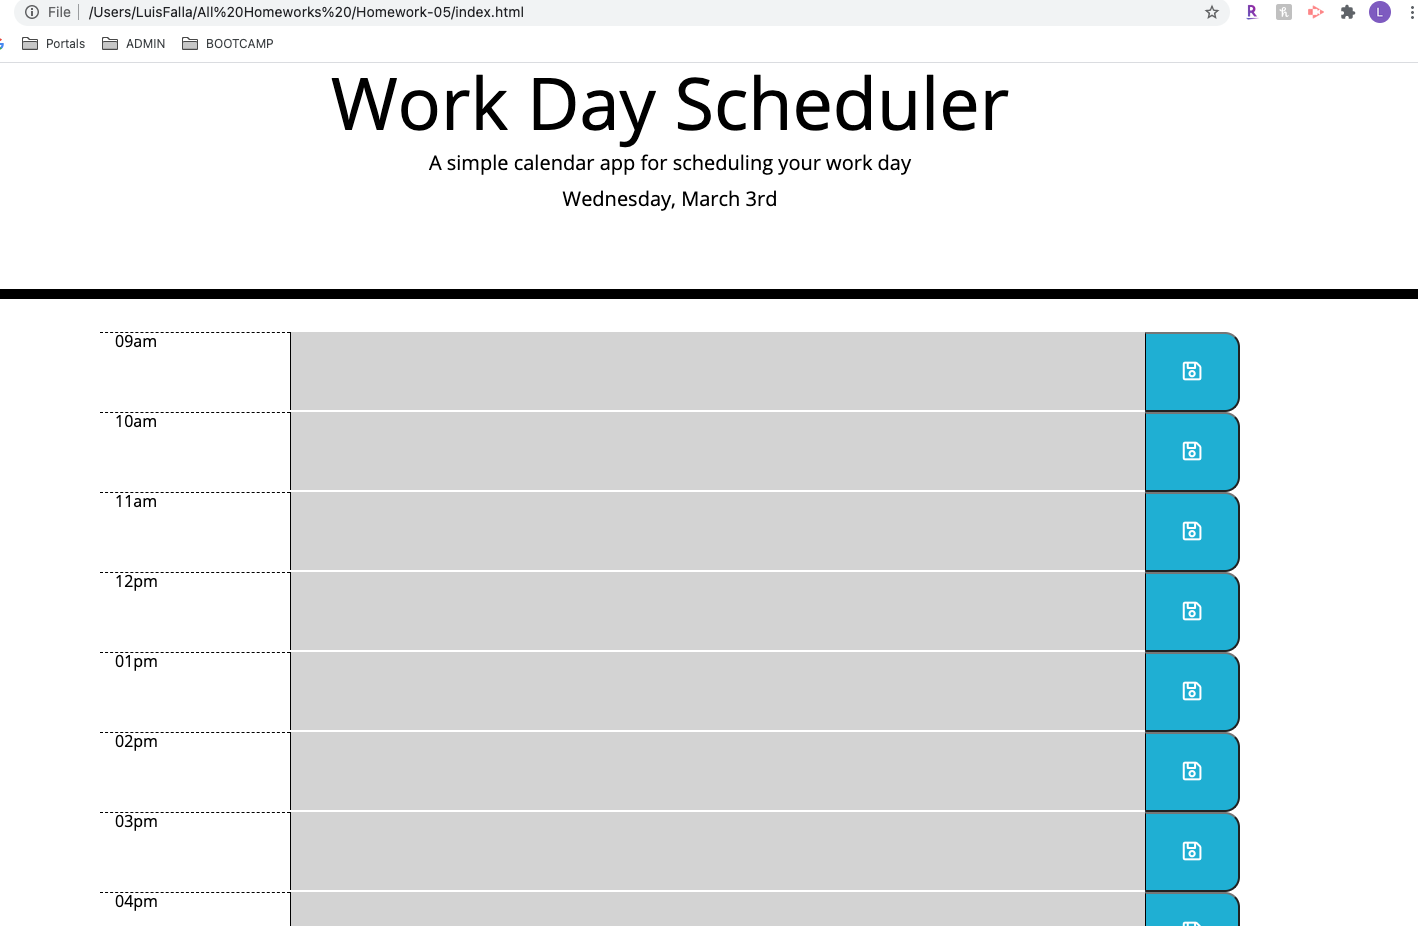 File /Users/LuisFalla/All%20Homeworks%20/Homework-05/index.html
R
L
Portals ADMIN BOOTCAMP
Work Day Scheduler
A simple calendar app for scheduling your work day
Wednesday, March 3rd
09am
10am
11am
12pm
01pm
02pm
03pm
04pm